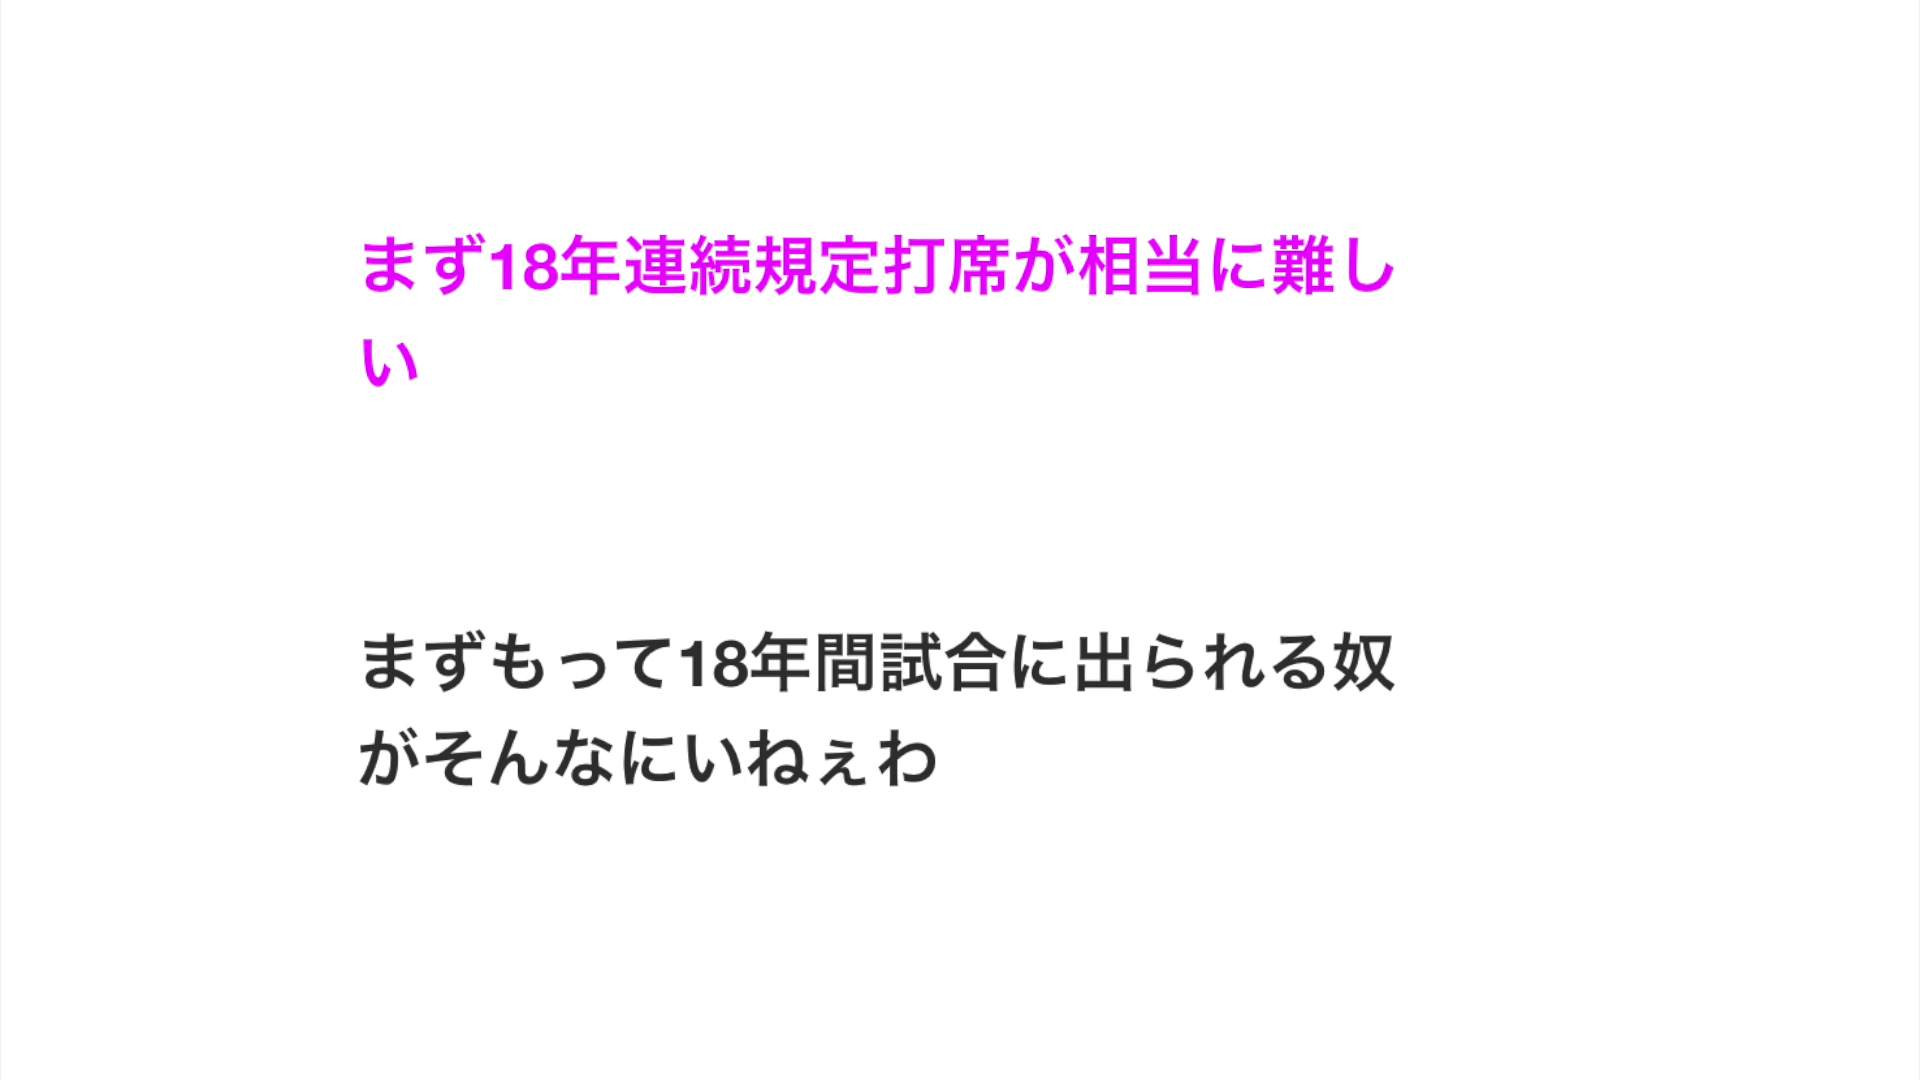 まず18年連続規定打席が相当に難し
い
まずもって18年間試合に出られる奴
がそんなにいねぇわ